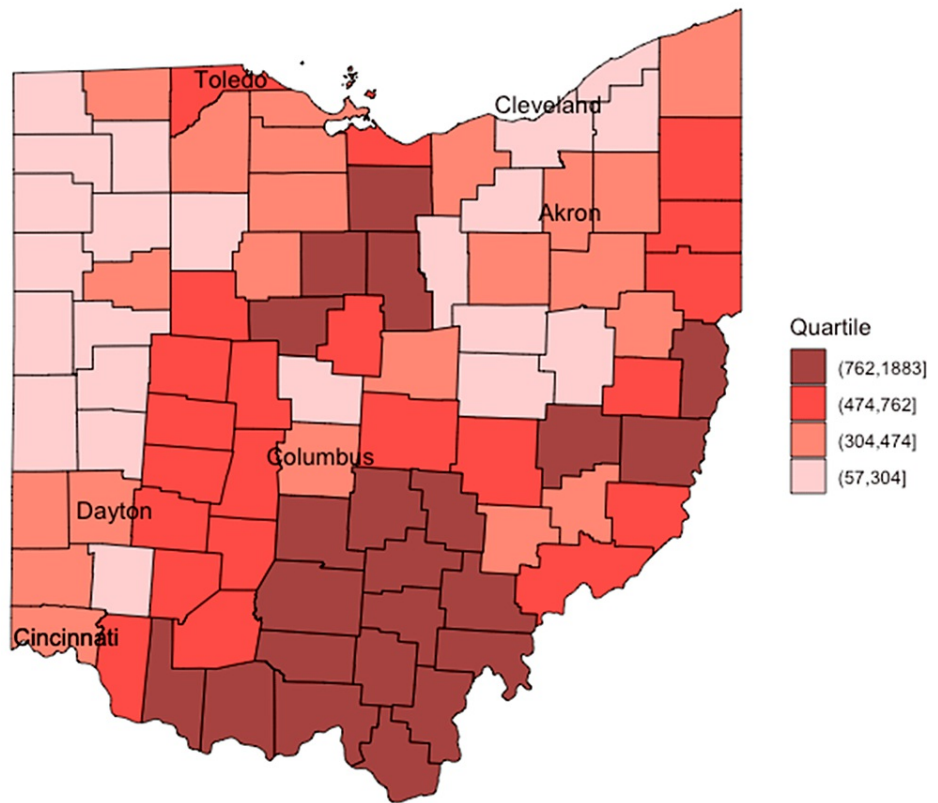 Toledo
Cleveland
Akron
Columbus
Dayton
Cincinnati
Quartile
(762,1883]
(474,762]
(304,474]
(57,304]